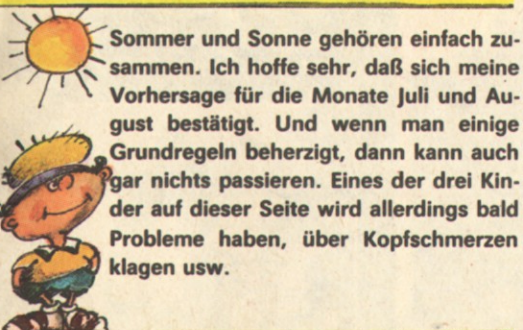 Sommer und Sonne gehören einfach zu-
sammen. Ich hoffe sehr, daß sich meine
Vorhersage für die Monate Juli und Au-
gust bestätigt. Und wenn man einige
Grundregeln beherzigt, dann kann auch
gar nichts passieren. Eines der drei Kin-
der auf dieser Seite wird allerdings bald
Probleme haben, über Kopfschmerzen
klagen usw.